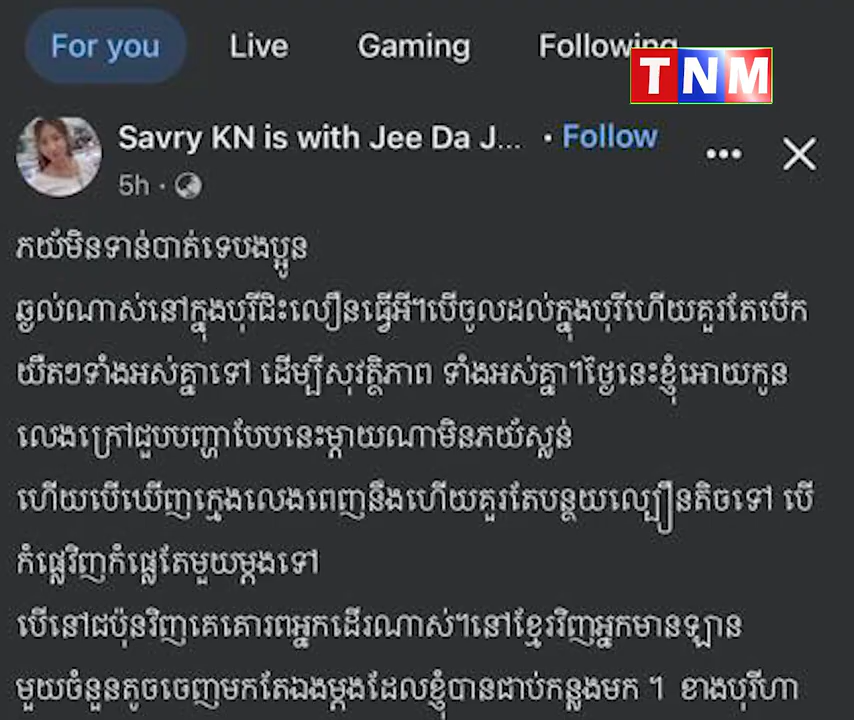 For you Live Gaming Following
TNM
Savry KN is with Jee Da J... · Follow
5h ·
ភយ័មិនទាន់បាត់ទេបងប្អូន
ឆ្ងល់ណាស់នៅក្នុងបុរីជិះលឿនធ្វើអី។បើចូលដល់ក្នុងបុរីហើយគួរតែបើក
យឺតៗទាំងអស់គ្នាទៅ ដើម្បីសុវត្ថិភាព ទាំងអស់គ្នា។ថ្ងៃនេះខ្ញុំអោយកូន
លេងក្រៅជួបបញ្ហាបែបនេះម្តាយណាមិនភយ័ស្លន់
ហើយបើឃើញក្មេងលេងពេញនឹងហើយគួរតែបន្ថយល្បឿនតិចទៅ បើ
កំផ្លេវិញកំផ្លេតែមួយម្តងទៅ
បើនៅជប៉ុនវិញគេគោរពអ្នកដើរណាស់។នៅខ្មែរវិញអ្នកមានឡាន
មួយចំនួនតូចចេញមកតែឯងម្តងដែលខ្ញុំបានជាប់កន្លងមក ។ ខាងបុរីហា